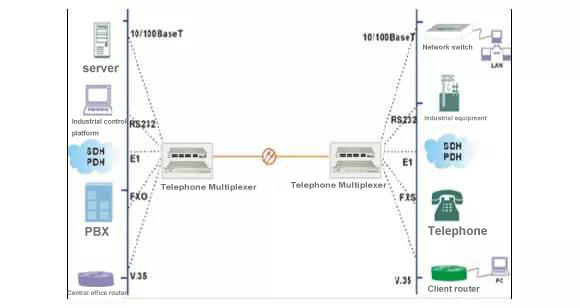 10/100BaseT
server
Industrial control
platform
RS232
SDH
PDH
E1
PBX
FXO
Central office router
V.35
Telephone Multiplexer
Telephone Multiplexer
10/100BaseT
Network switch
LAN
RS232
Industrial equipment
E1
SDH
PDH
FXS
Telephone
V.35
Client router
PC